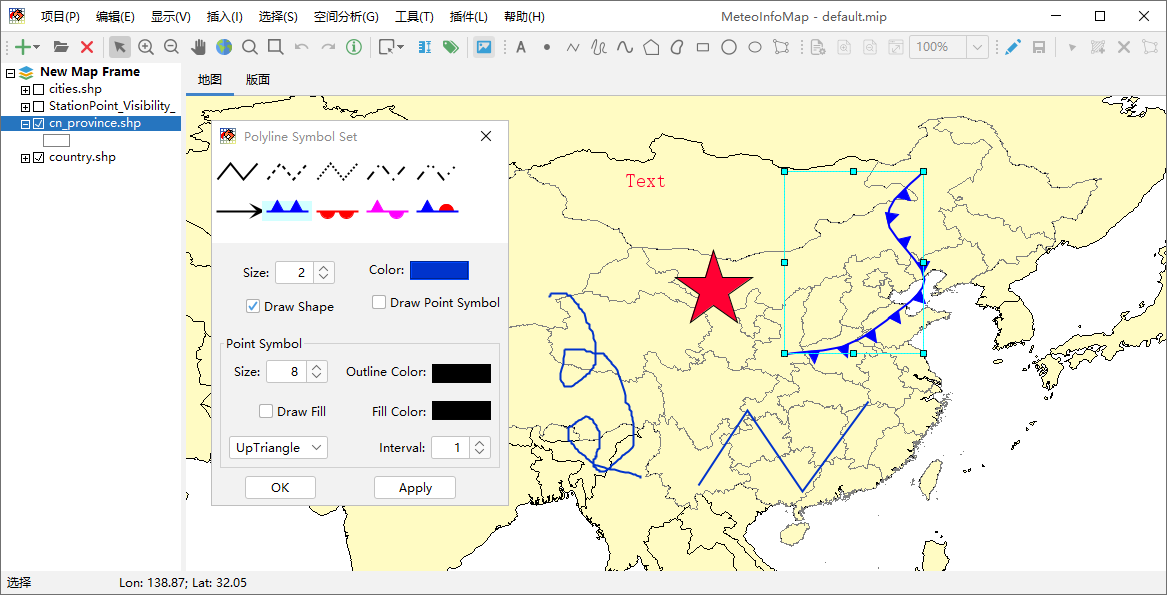 MeteoInfoMap - default.mip
项目(P) 编辑(E) 显示(V) 插入(I) 选择(S) 空间分析(G) 工具(T) 插件(L) 帮助(H)
A 100%
New Map Frame
cities.shp
StationPoint_Visibility_
cn_province.shp
country.shp
地图 版面
Polyline Symbol Set
Size: 2 Color:
Draw Shape Draw Point Symbol
Point Symbol
Size: 8 Outline Color:
Draw Fill Fill Color:
UpTriangle Interval: 1
OK Apply
Text
选择 Lon: 138.87; Lat: 32.05